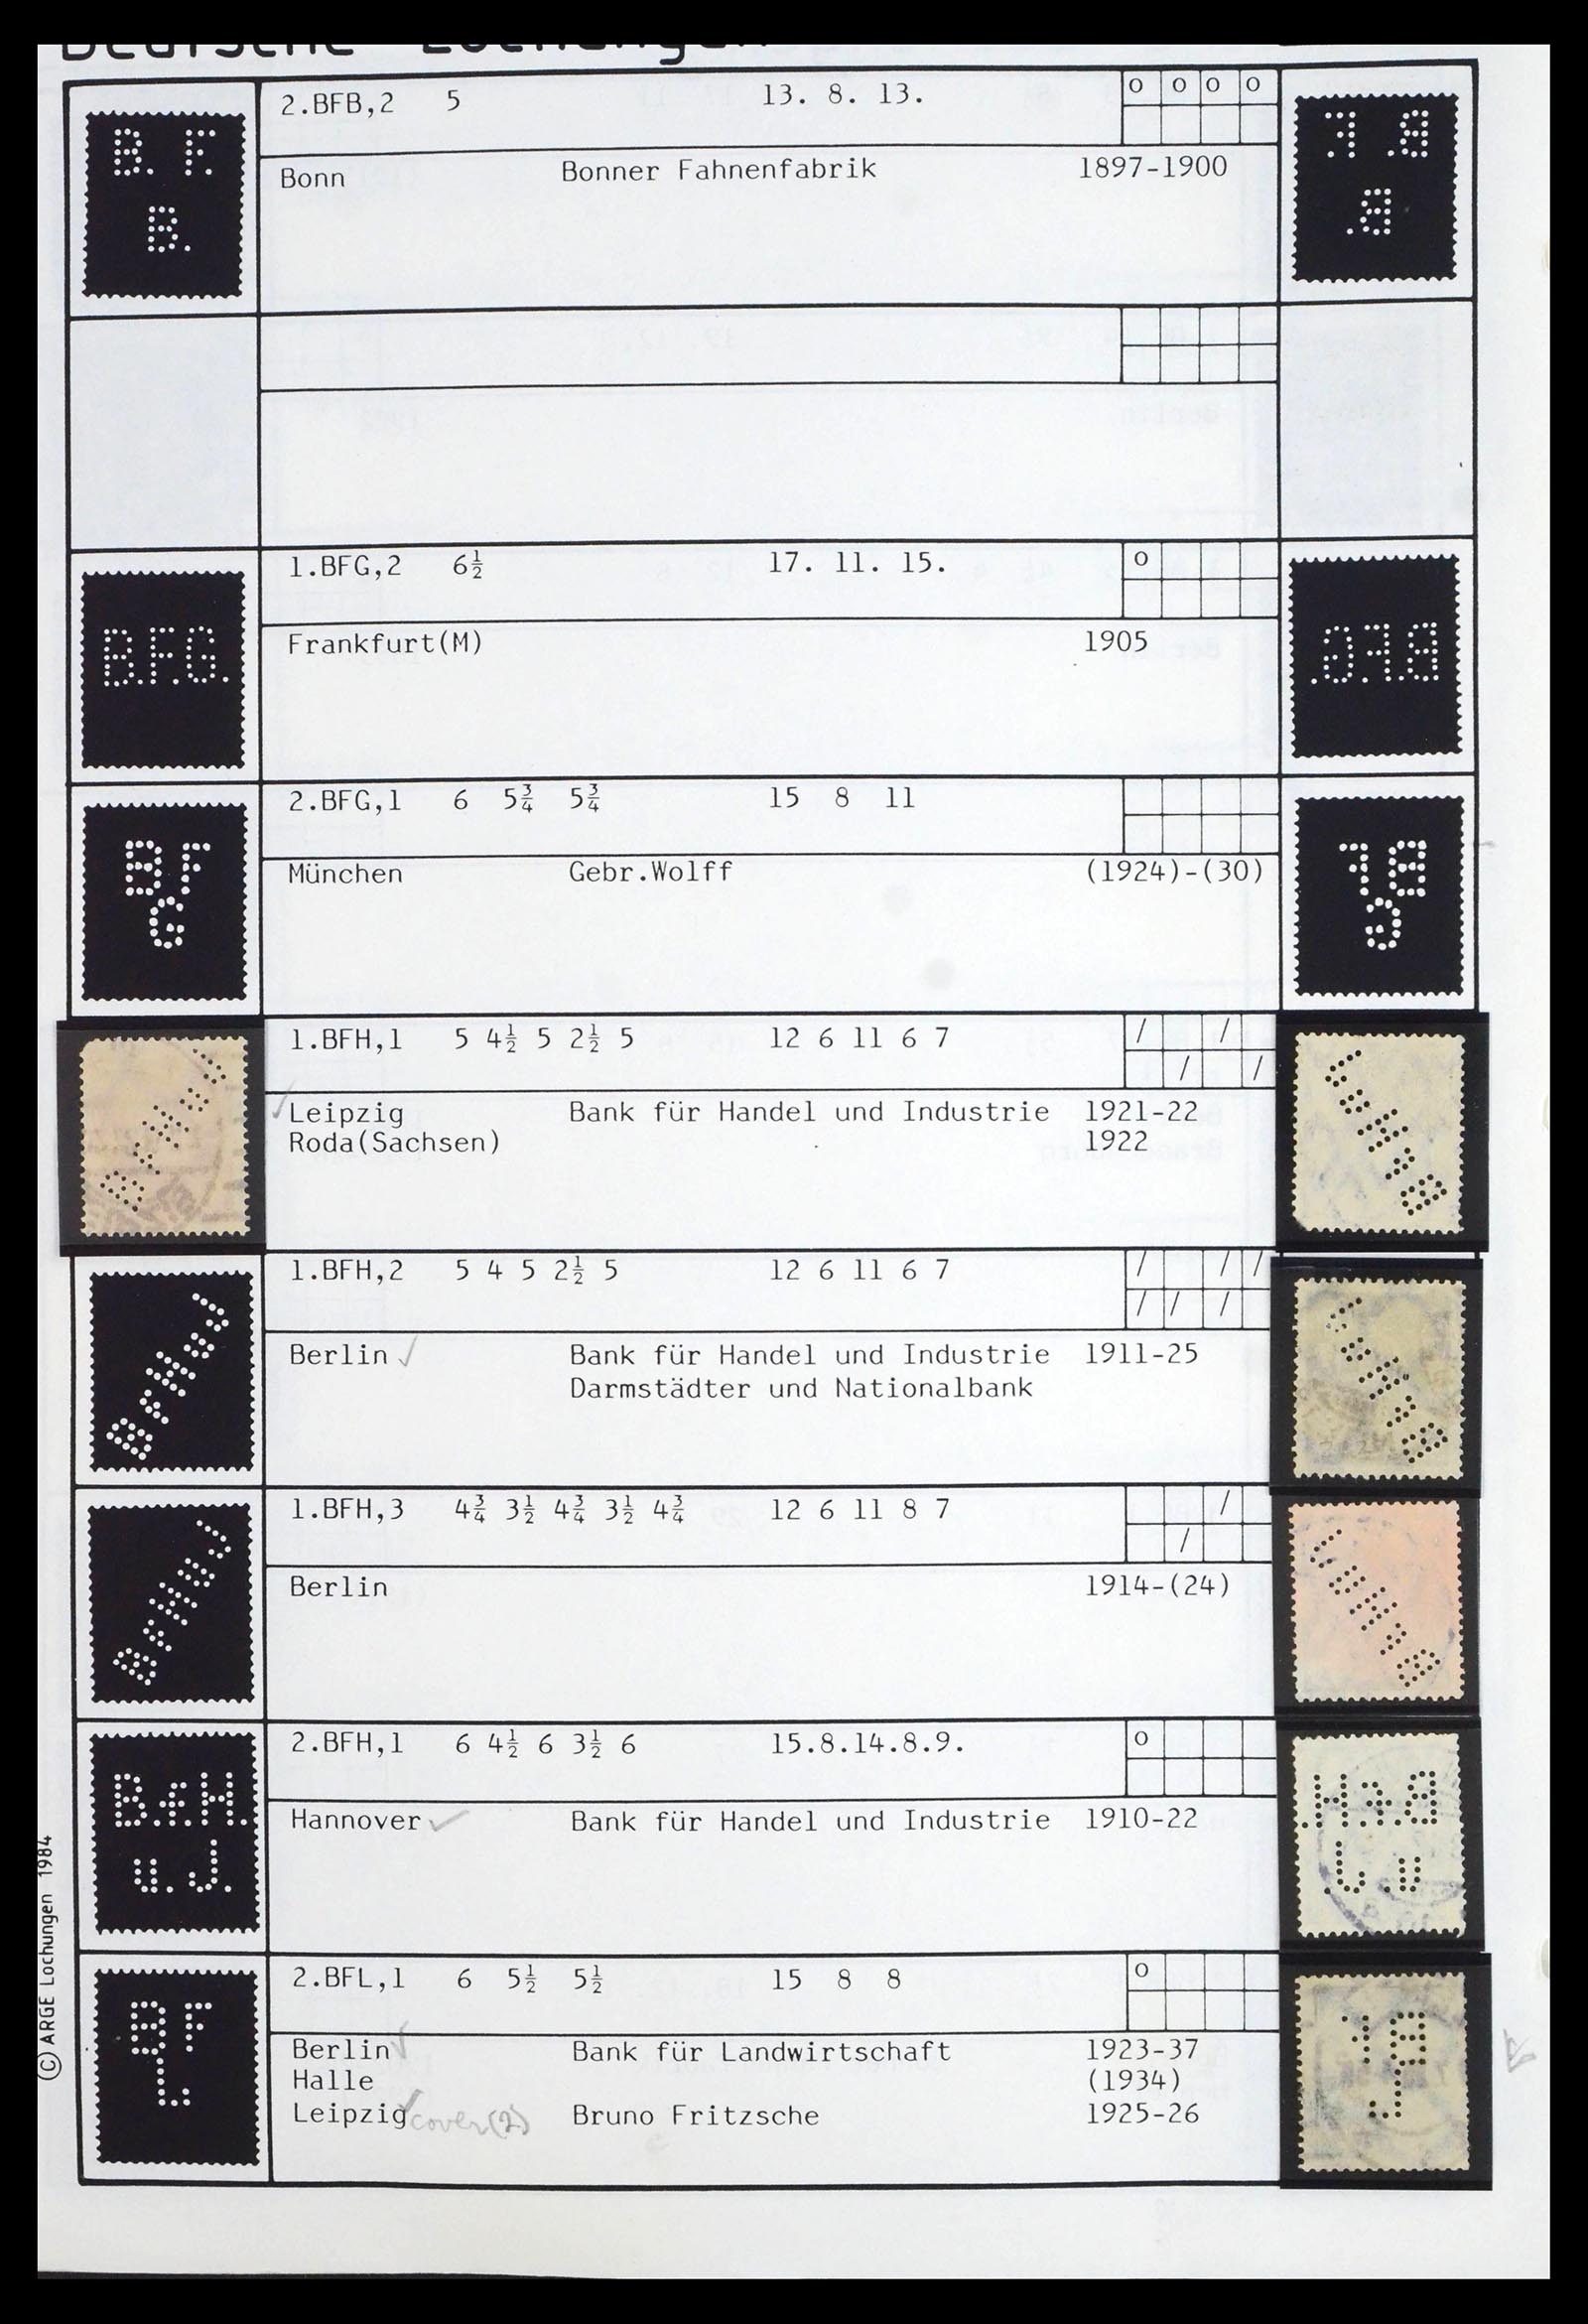 Deutsche Lochungen
2.BFB,2 5 13. 8. 13. o o o o
B. F.
B.
Bonn Bonner Fahnenfabrik 1897-1900
1.BFG,2 6½ 17. 11. 15. o
B.F.G.
Frankfurt(M) 1905
2.BFG,1 6 5¾ 5¾ 15 8 11
BF
G
München Gebr.Wolff (1924)-(30)
1.BFH,1 5 4½ 5 2½ 5 12 6 11 6 7 / / / /
BfHuJ
Leipzig Bank für Handel und Industrie 1921-22
Roda(Sachsen) 1922
1.BFH,2 5 4 5 2½ 5 12 6 11 6 7 / / / / / /
BfHuJ
Berlin Bank für Handel und Industrie 1911-25
Darmstädter und Nationalbank
1.BFH,3 4¾ 3½ 4¾ 3½ 4¾ 12 6 11 8 7 / /
BfHuJ
Berlin 1914-(24)
2.BFH,1 6 4½ 6 3½ 6 15.8.14.8.9. o
B.f.H.
u.J.
Hannover Bank für Handel und Industrie 1910-22
2.BFL,1 6 5½ 5½ 15 8 8 o
BF
L
Berlin Bank für Landwirtschaft 1923-37
Halle (1934)
Leipzig cover(2) Bruno Fritzsche 1925-26
© ARGE Lochungen 1984